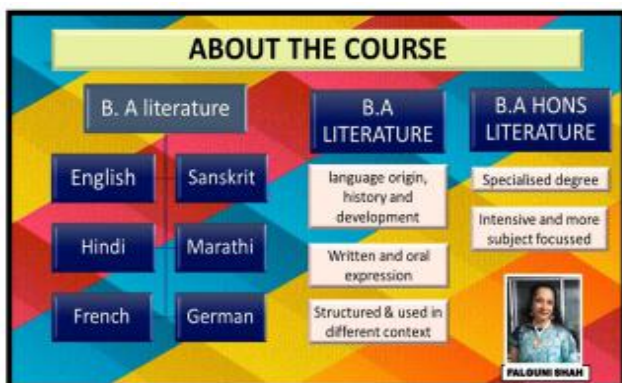 ABOUT THE COURSE
B. A literature
English
Sanskrit
Hindi
Marathi
French
German
B.A
LITERATURE
language origin,
history and
development
Written and oral
expression
Structured & used in
different context
B.A HONS
LITERATURE
Specialised degree
Intensive and more
subject focussed
FALGUNI SHAH